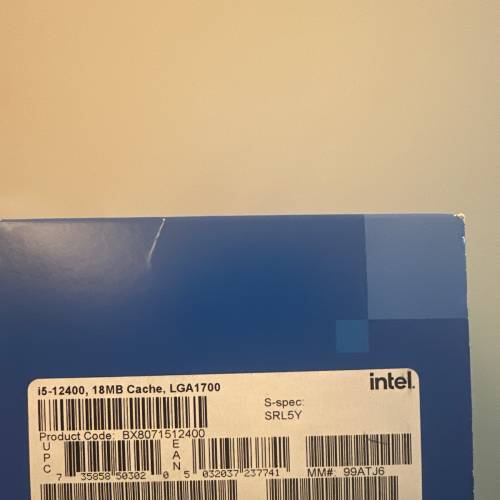 i5-12400, 18MB Cache, LGA1700
intel.
S-spec:
SRL5Y
Product Code: BX8071512400
UPC
7 35858 50302 0
EAN
5 032037 237741
MM#: 99ATJ6